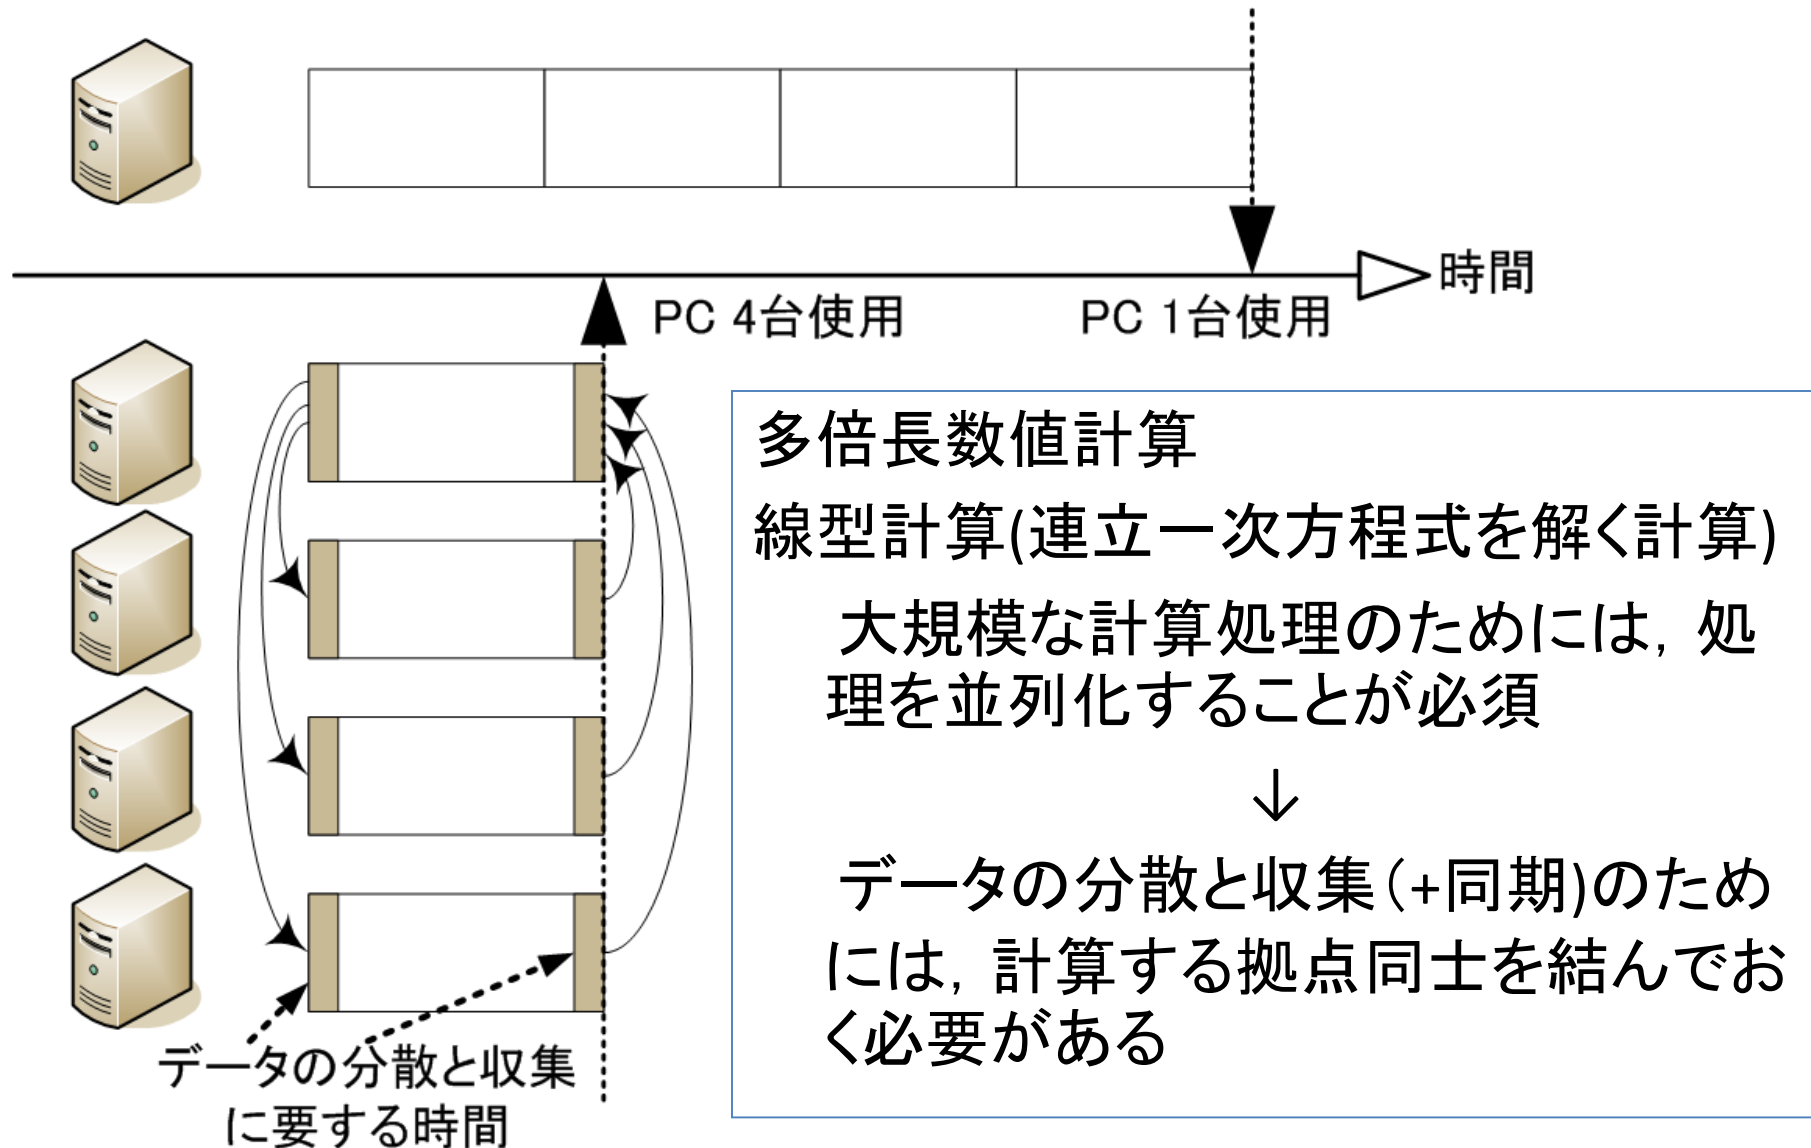 時間
PC 4台使用
PC 1台使用
多倍長数値計算
線型計算(連立一次方程式を解く計算)
大規模な計算処理のためには, 処
理を並列化することが必須
↓
データの分散と収集(+同期)のため
には, 計算する拠点同士を結んでお
く必要がある
データの分散と収集
に要する時間